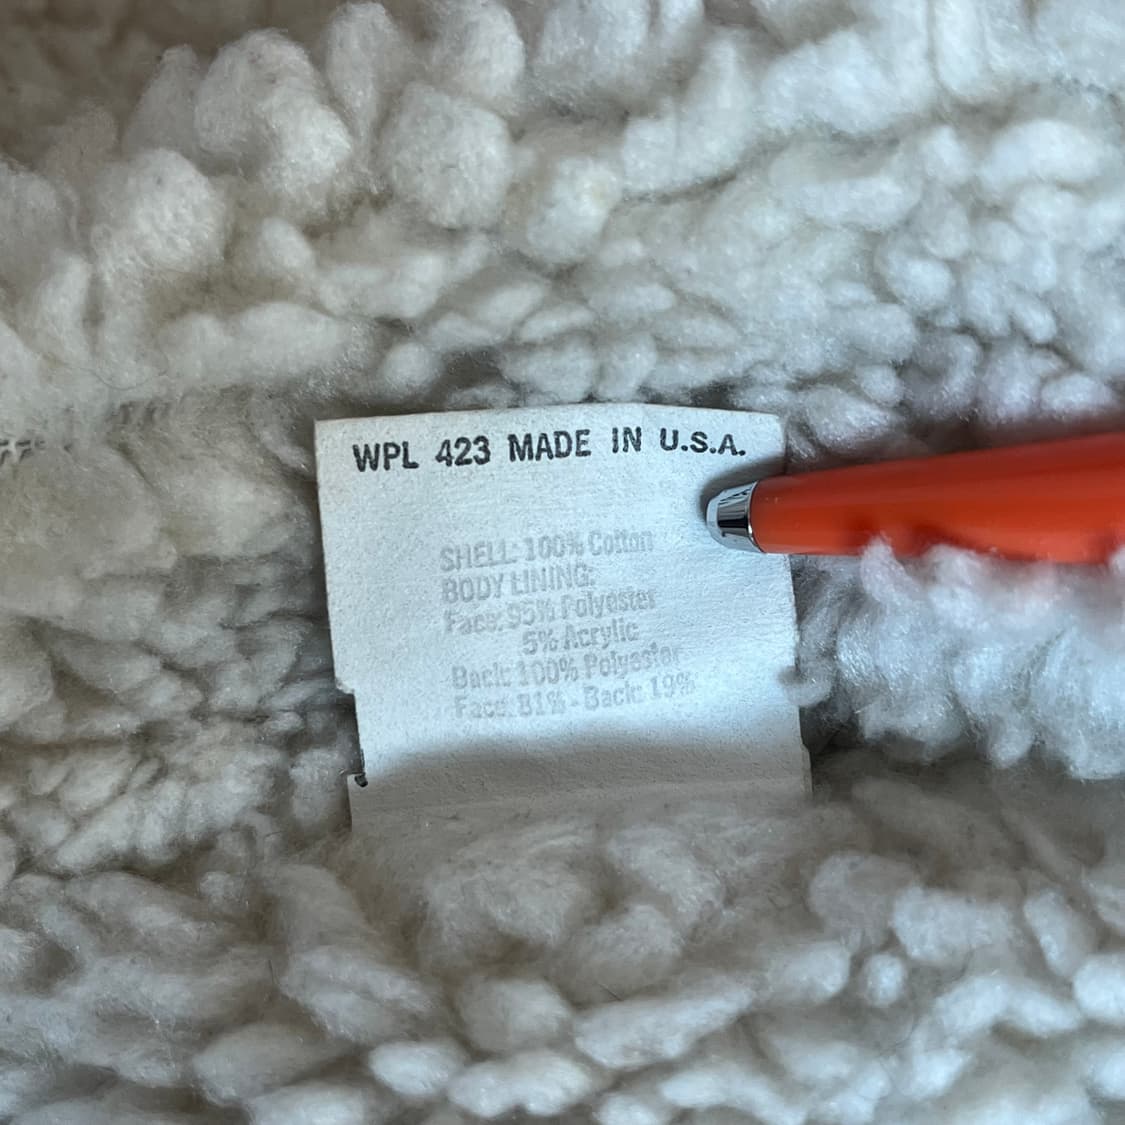 WPL 423 MADE IN U.S.A.
SHELL: 100% Cotton
BODY LINING:
Face: 95% Polyester
5% Acrylic
Back: 100% Polyester
Face: 81% - Back: 19%